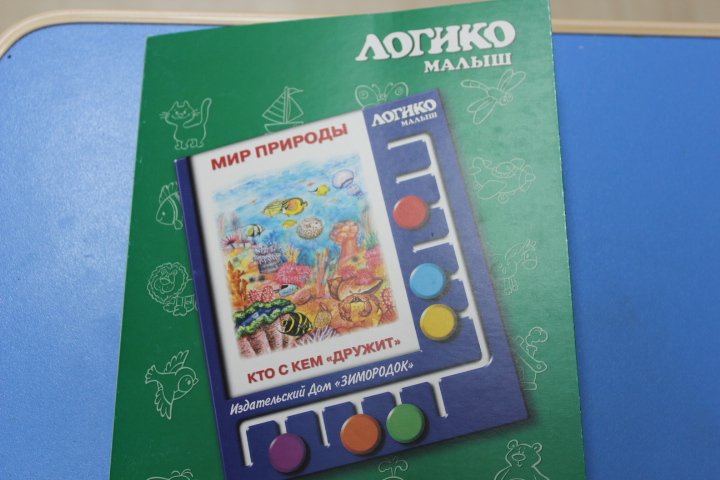 ЛОГИКО
МАЛЫШ
ЛОГИКО
МАЛЫШ
МИР ПРИРОДЫ
КТО С КЕМ «ДРУЖИТ»
Издательский Дом «ЗИМОРОДОК»